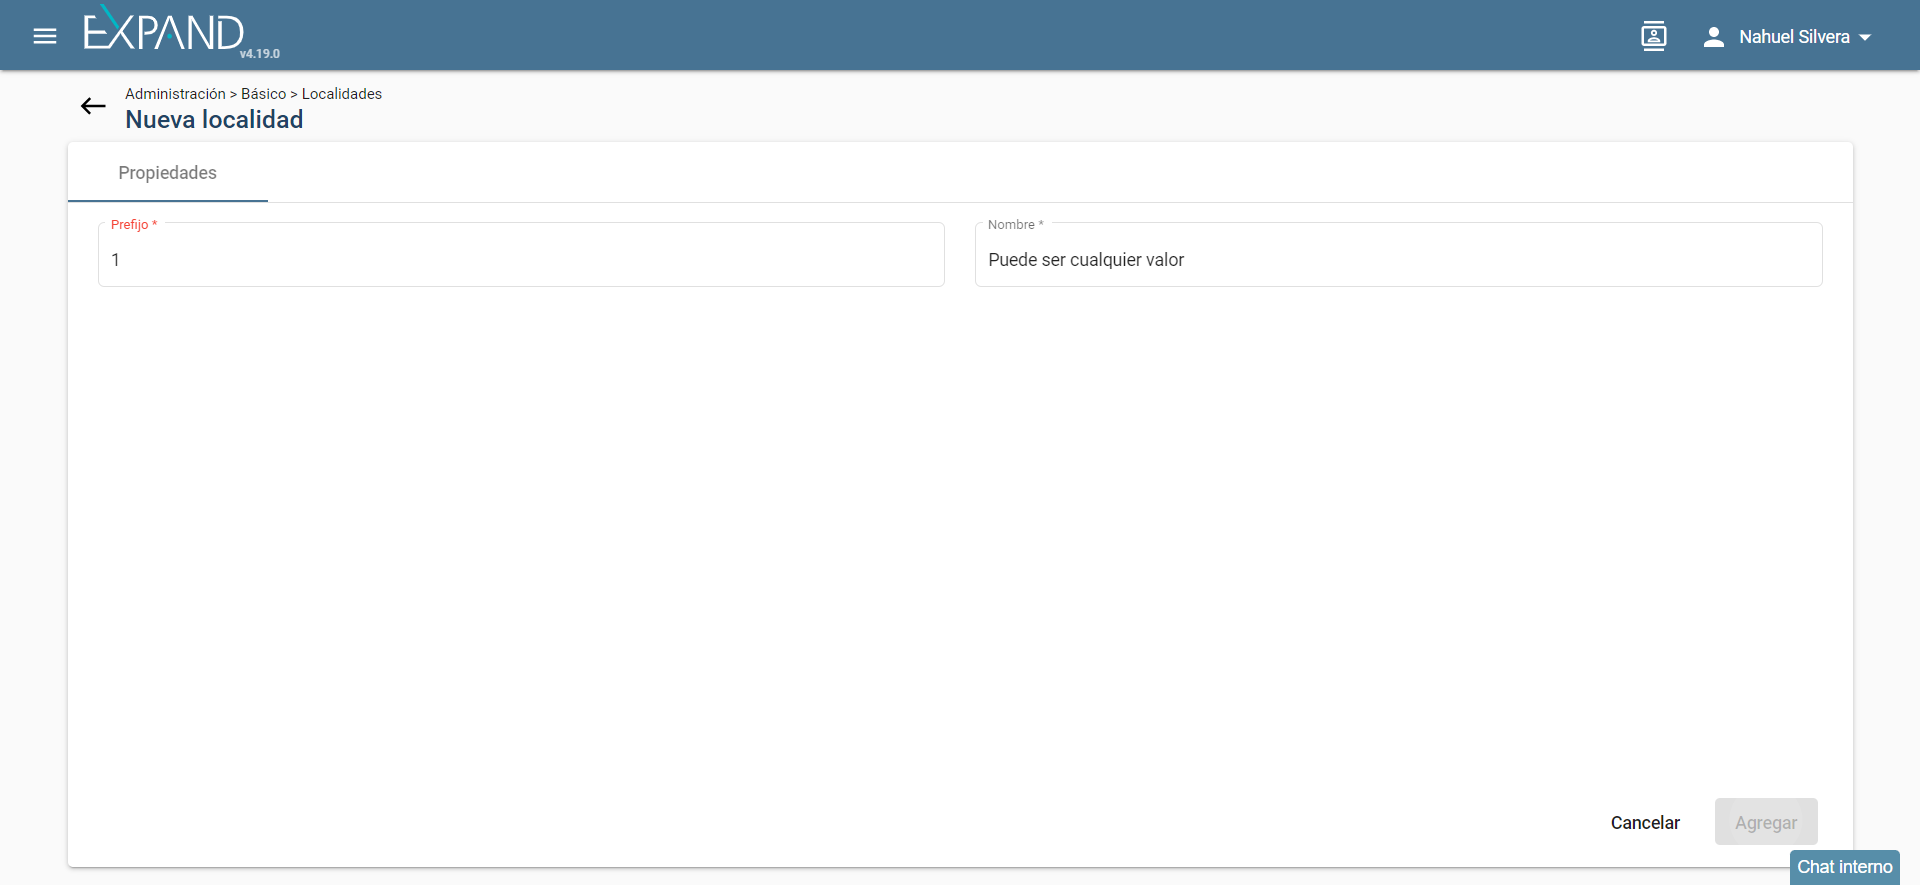 EXPAND
v4.19.0
Nahuel Silvera
Administración > Básico > Localidades
Nueva localidad
Propiedades
Prefijo *
1
Nombre *
Puede ser cualquier valor
Cancelar
Agregar
Chat interno